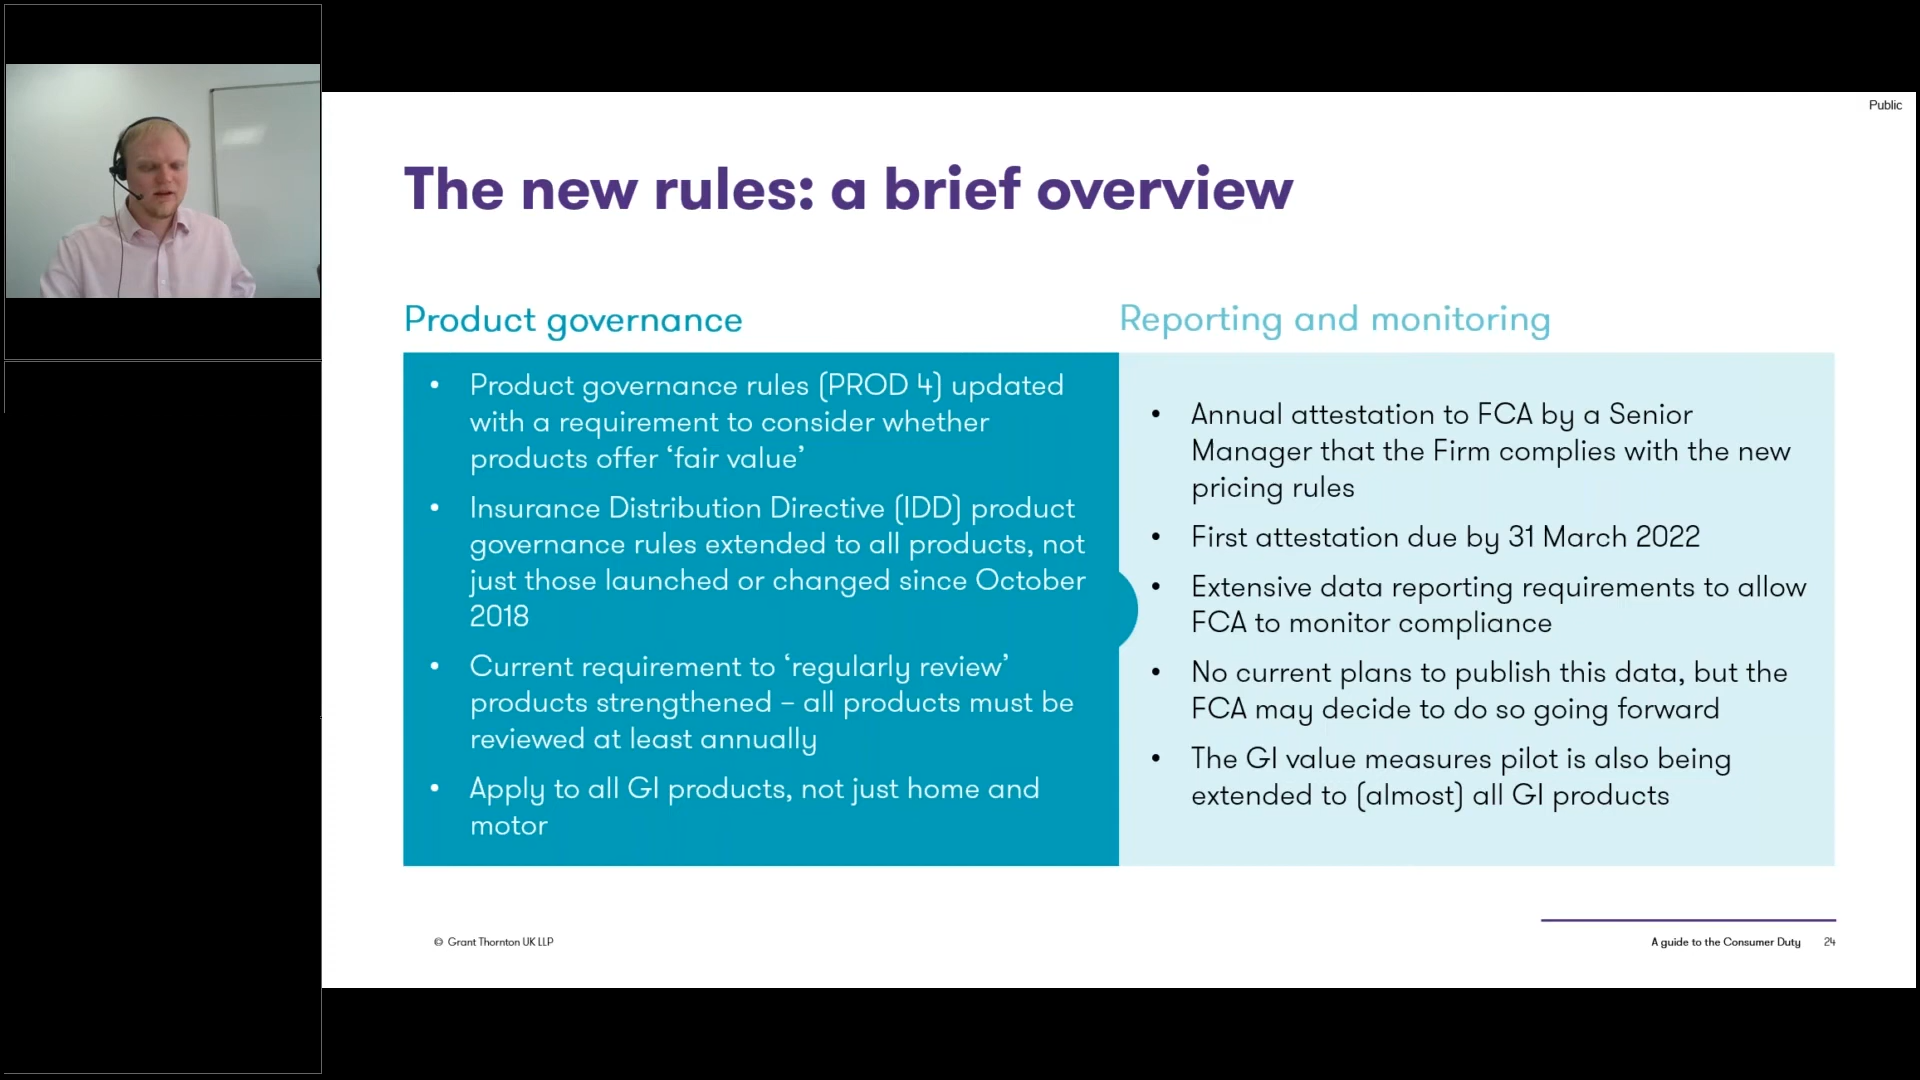 Public
The new rules: a brief overview
Product governance
• Product governance rules (PROD 4) updated
with a requirement to consider whether
products offer ‘fair value’
• Insurance Distribution Directive (IDD) product
governance rules extended to all products, not
just those launched or changed since October
2018
• Current requirement to ‘regularly review’
products strengthened – all products must be
reviewed at least annually
• Apply to all GI products, not just home and
motor
Reporting and monitoring
• Annual attestation to FCA by a Senior
Manager that the Firm complies with the new
pricing rules
• First attestation due by 31 March 2022
• Extensive data reporting requirements to allow
FCA to monitor compliance
• No current plans to publish this data, but the
FCA may decide to do so going forward
• The GI value measures pilot is also being
extended to (almost) all GI products
© Grant Thornton UK LLP
A guide to the Consumer Duty 24